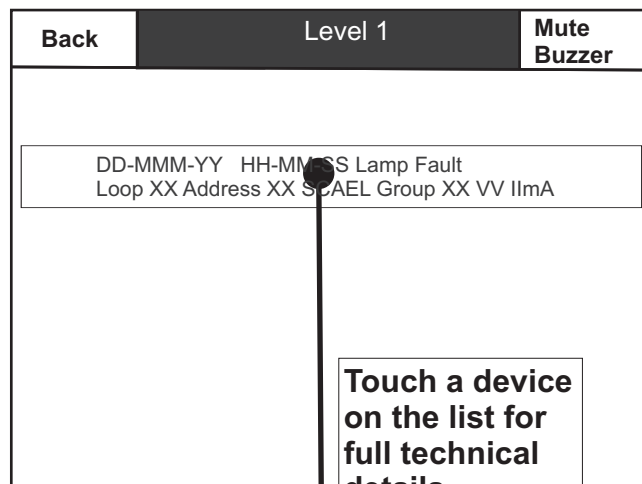 Back
Level 1
Mute
Buzzer
DD-MMM-YY HH-MM-SS Lamp Fault
Loop XX Address XX SCAEL Group XX VV IImA
Touch a device
on the list for
full technical
details